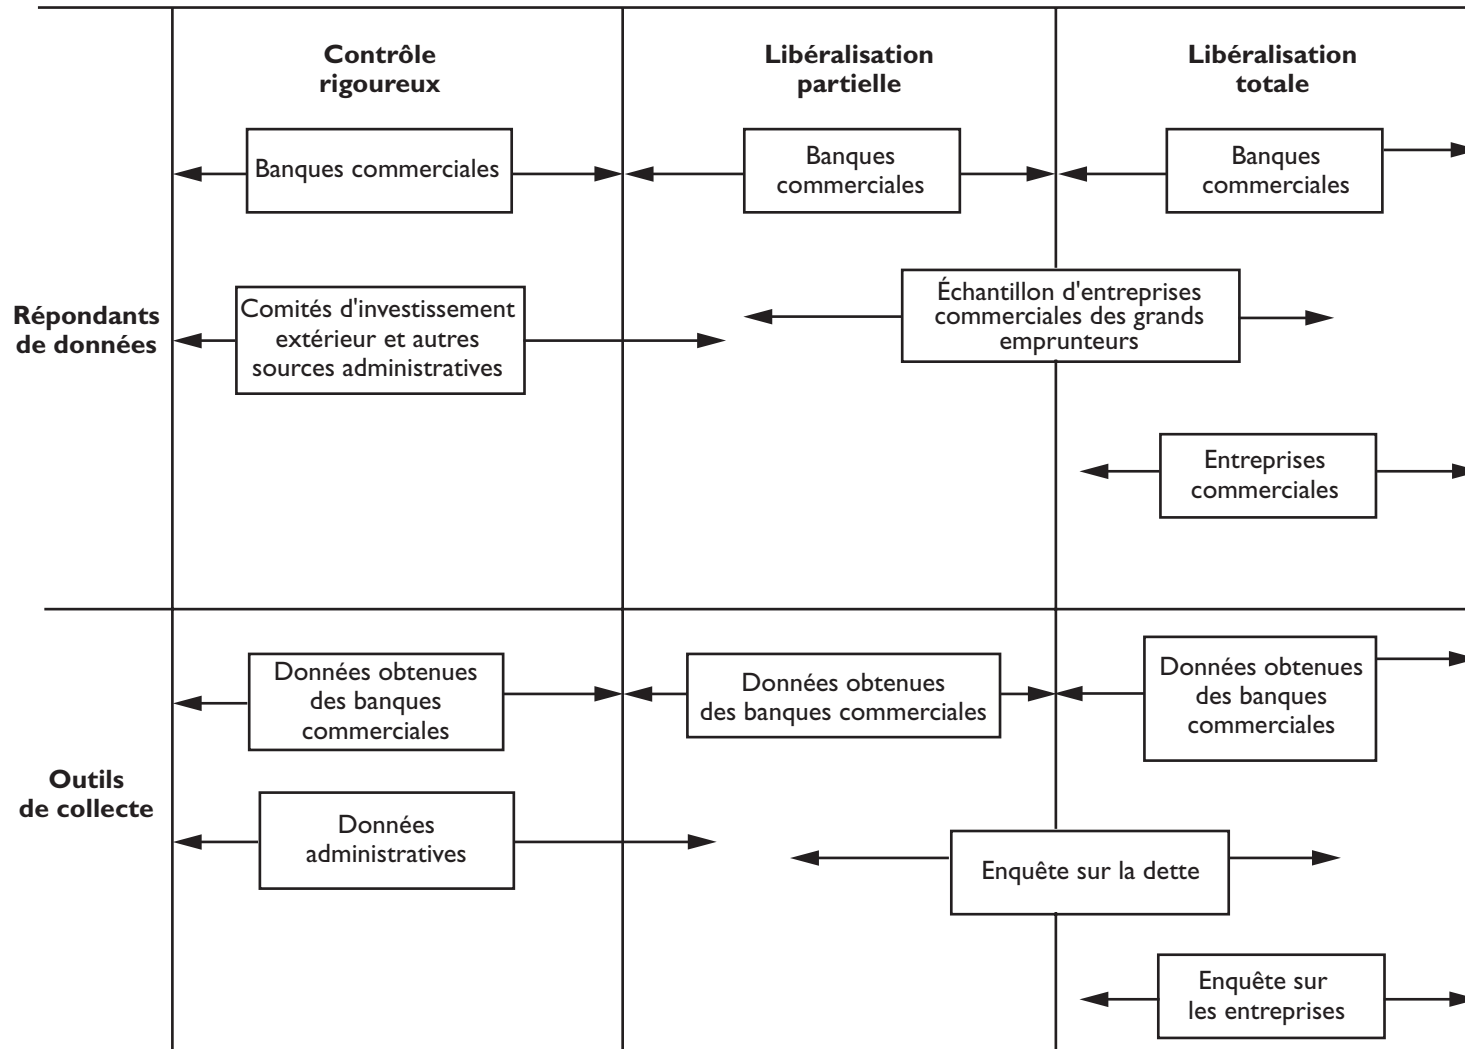 Contrôle
rigoureux
Libéralisation
partielle
Libéralisation
totale
Répondants
de données
Banques commerciales
Banques
commerciales
Banques
commerciales
Comités d'investissement
extérieur et autres
sources administratives
Échantillon d'entreprises
commerciales des grands
emprunteurs
Entreprises
commerciales
Outils
de collecte
Données obtenues
des banques
commerciales
Données obtenues
des banques commerciales
Données obtenues
des banques
commerciales
Données
administratives
Enquête sur la dette
Enquête sur
les entreprises